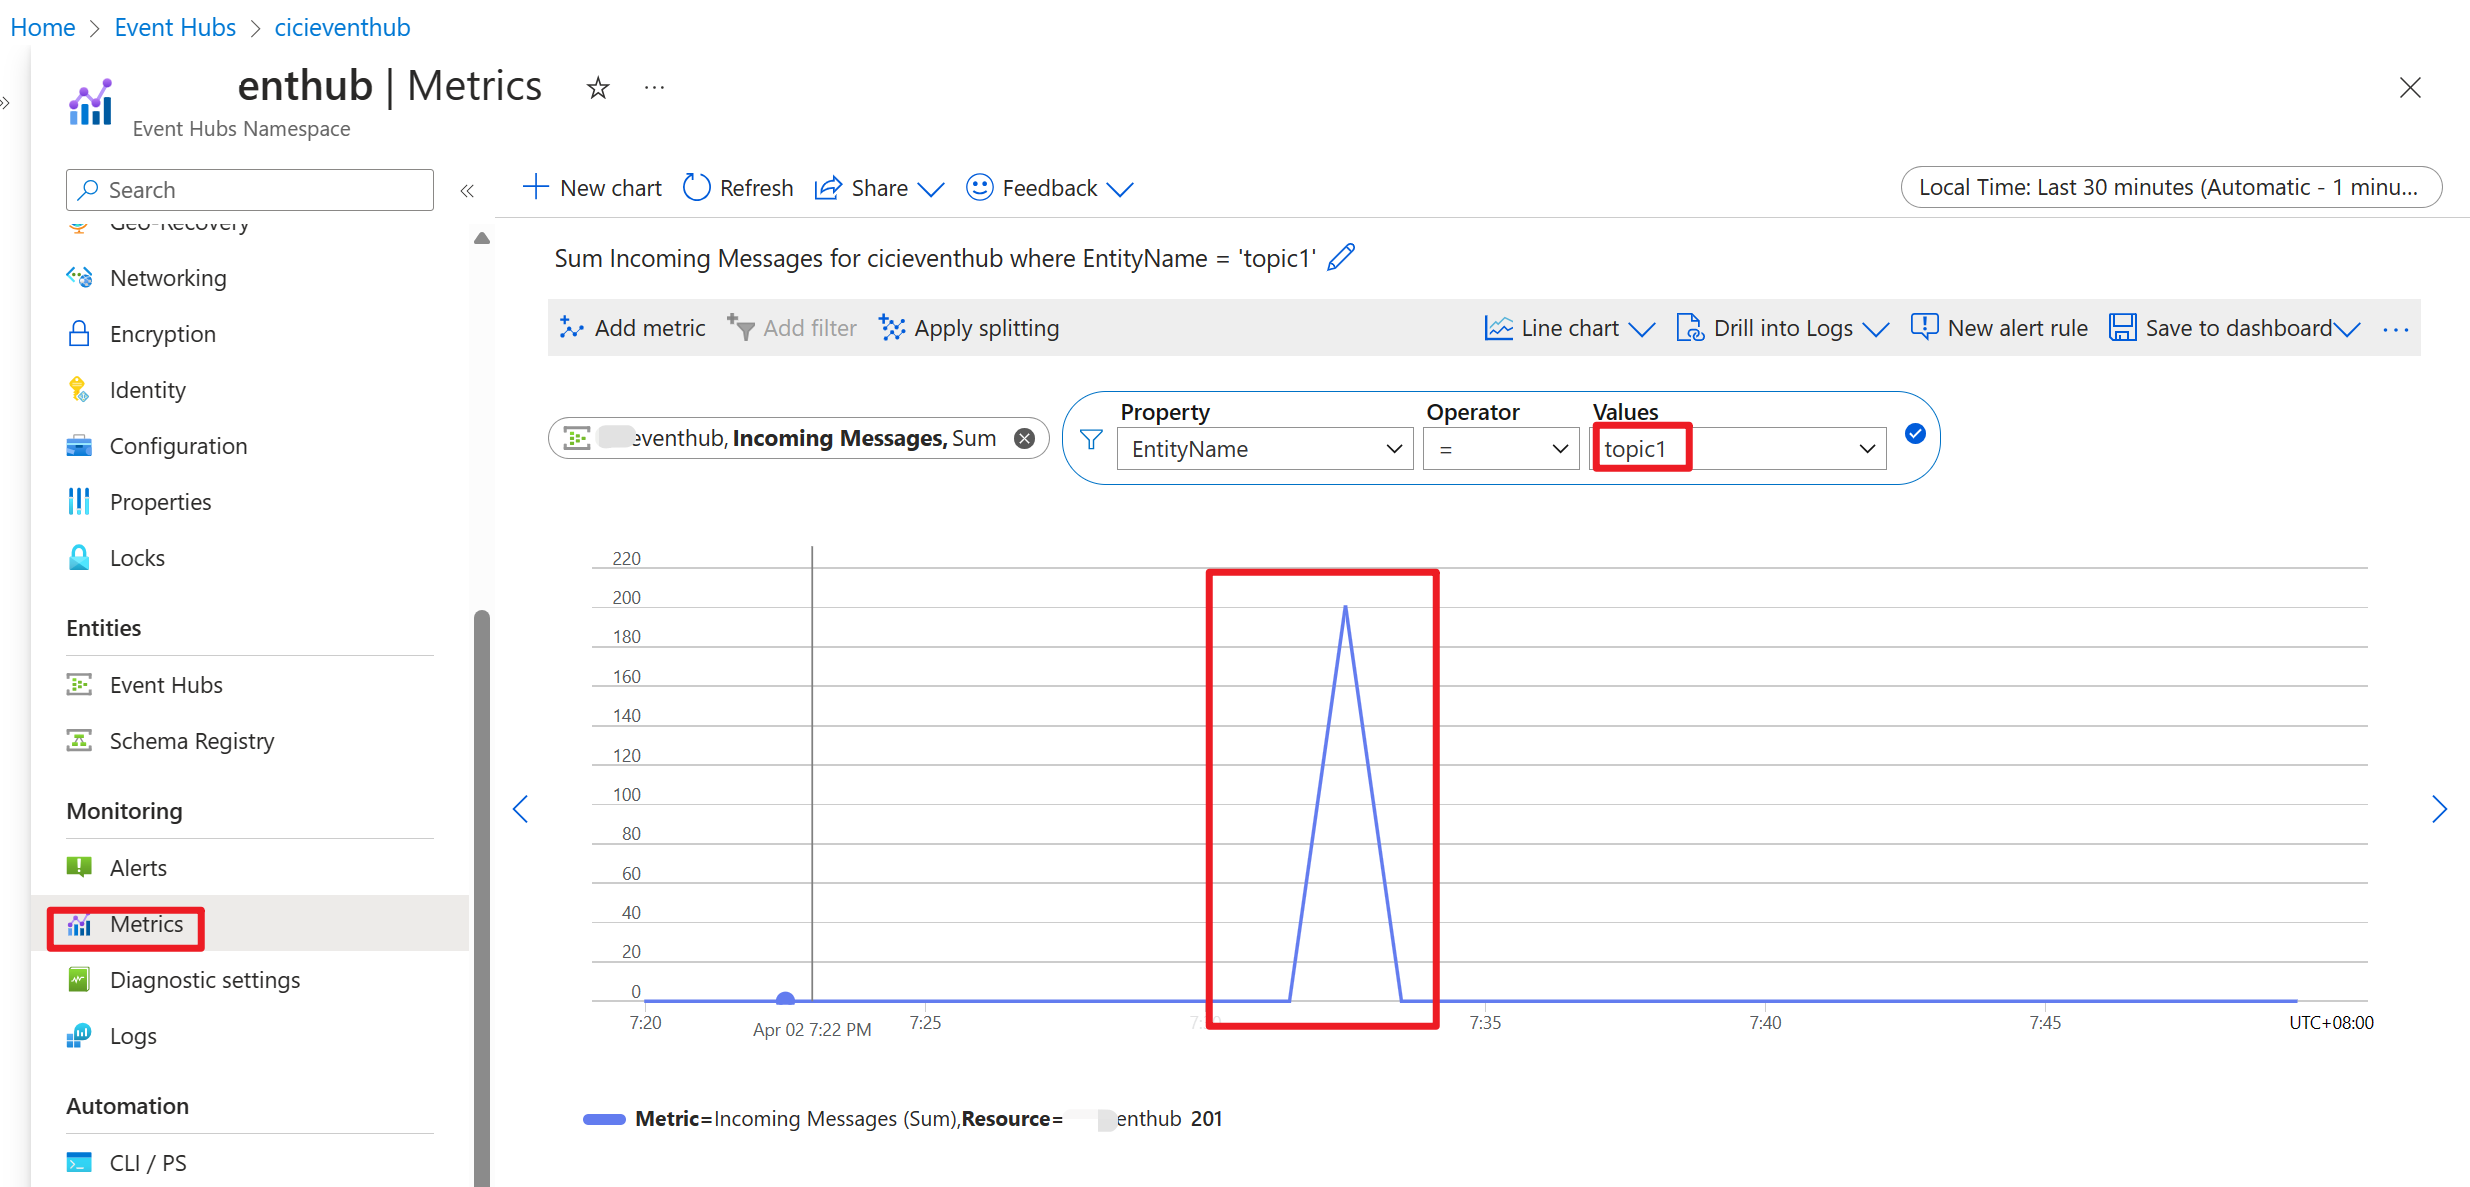 Home > Event Hubs > cicieventhub
enthub | Metrics
Event Hubs Namespace
Search
New chart Refresh Share Feedback
Local Time: Last 30 minutes (Automatic - 1 minu...
Geo-Recovery
Networking
Encryption
Identity
Configuration
Properties
Locks
Entities
Event Hubs
Schema Registry
Monitoring
Alerts
Metrics
Diagnostic settings
Logs
Automation
CLI / PS
Sum Incoming Messages for cicieventhub where EntityName = 'topic1'
Add metric Add filter Apply splitting Line chart Drill into Logs New alert rule Save to dashboard
eventhub, Incoming Messages, Sum
Property Operator Values
EntityName = topic1
220
200
180
160
140
120
100
80
60
40
20
0
7:20 Apr 02 7:22 PM 7:25 7:35 7:40 7:45 UTC+08:00
Metric=Incoming Messages (Sum),Resource= enthub 201